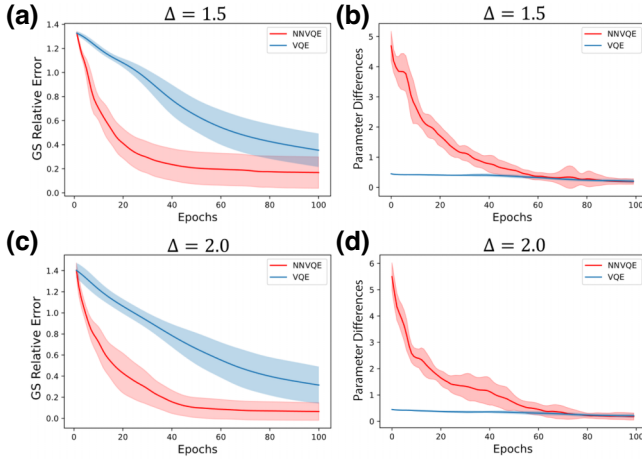 (a)
Δ = 1.5
GS Relative Error
1.4
1.2
1.0
0.8
0.6
0.4
0.2
0.0
0
20
40
60
80
100
Epochs
NNVQE
VQE
(b)
Δ = 1.5
Parameter Differences
5
4
3
2
1
0
0
20
40
60
80
100
Epochs
NNVQE
VQE
(c)
Δ = 2.0
GS Relative Error
1.4
1.2
1.0
0.8
0.6
0.4
0.2
0.0
0
20
40
60
80
100
Epochs
NNVQE
VQE
(d)
Δ = 2.0
Parameter Differences
6
5
4
3
2
1
0
0
20
40
60
80
100
Epochs
NNVQE
VQE